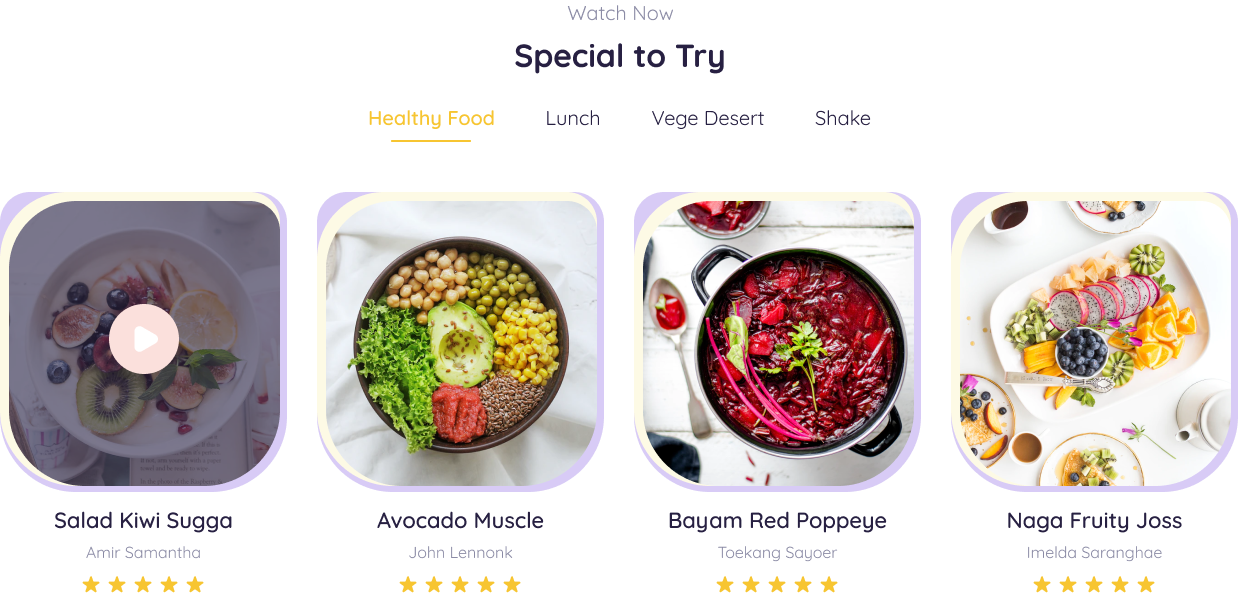 Watch Now
Special to Try
Healthy Food
Lunch
Vege Desert
Shake
Salad Kiwi Sugga
Amir Samantha
Avocado Muscle
John Lennonk
Bayam Red Poppeye
Toekang Sayoer
Naga Fruity Joss
Imelda Saranghae